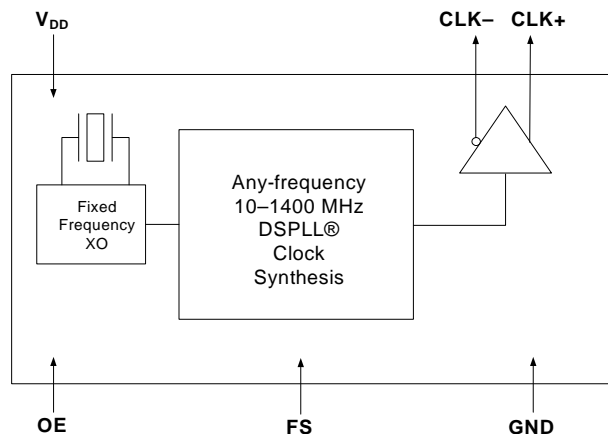 VDD
CLK– CLK+
Fixed
Frequency
XO
Any-frequency
10–1400 MHz
DSPLL®
Clock
Synthesis
OE
FS
GND